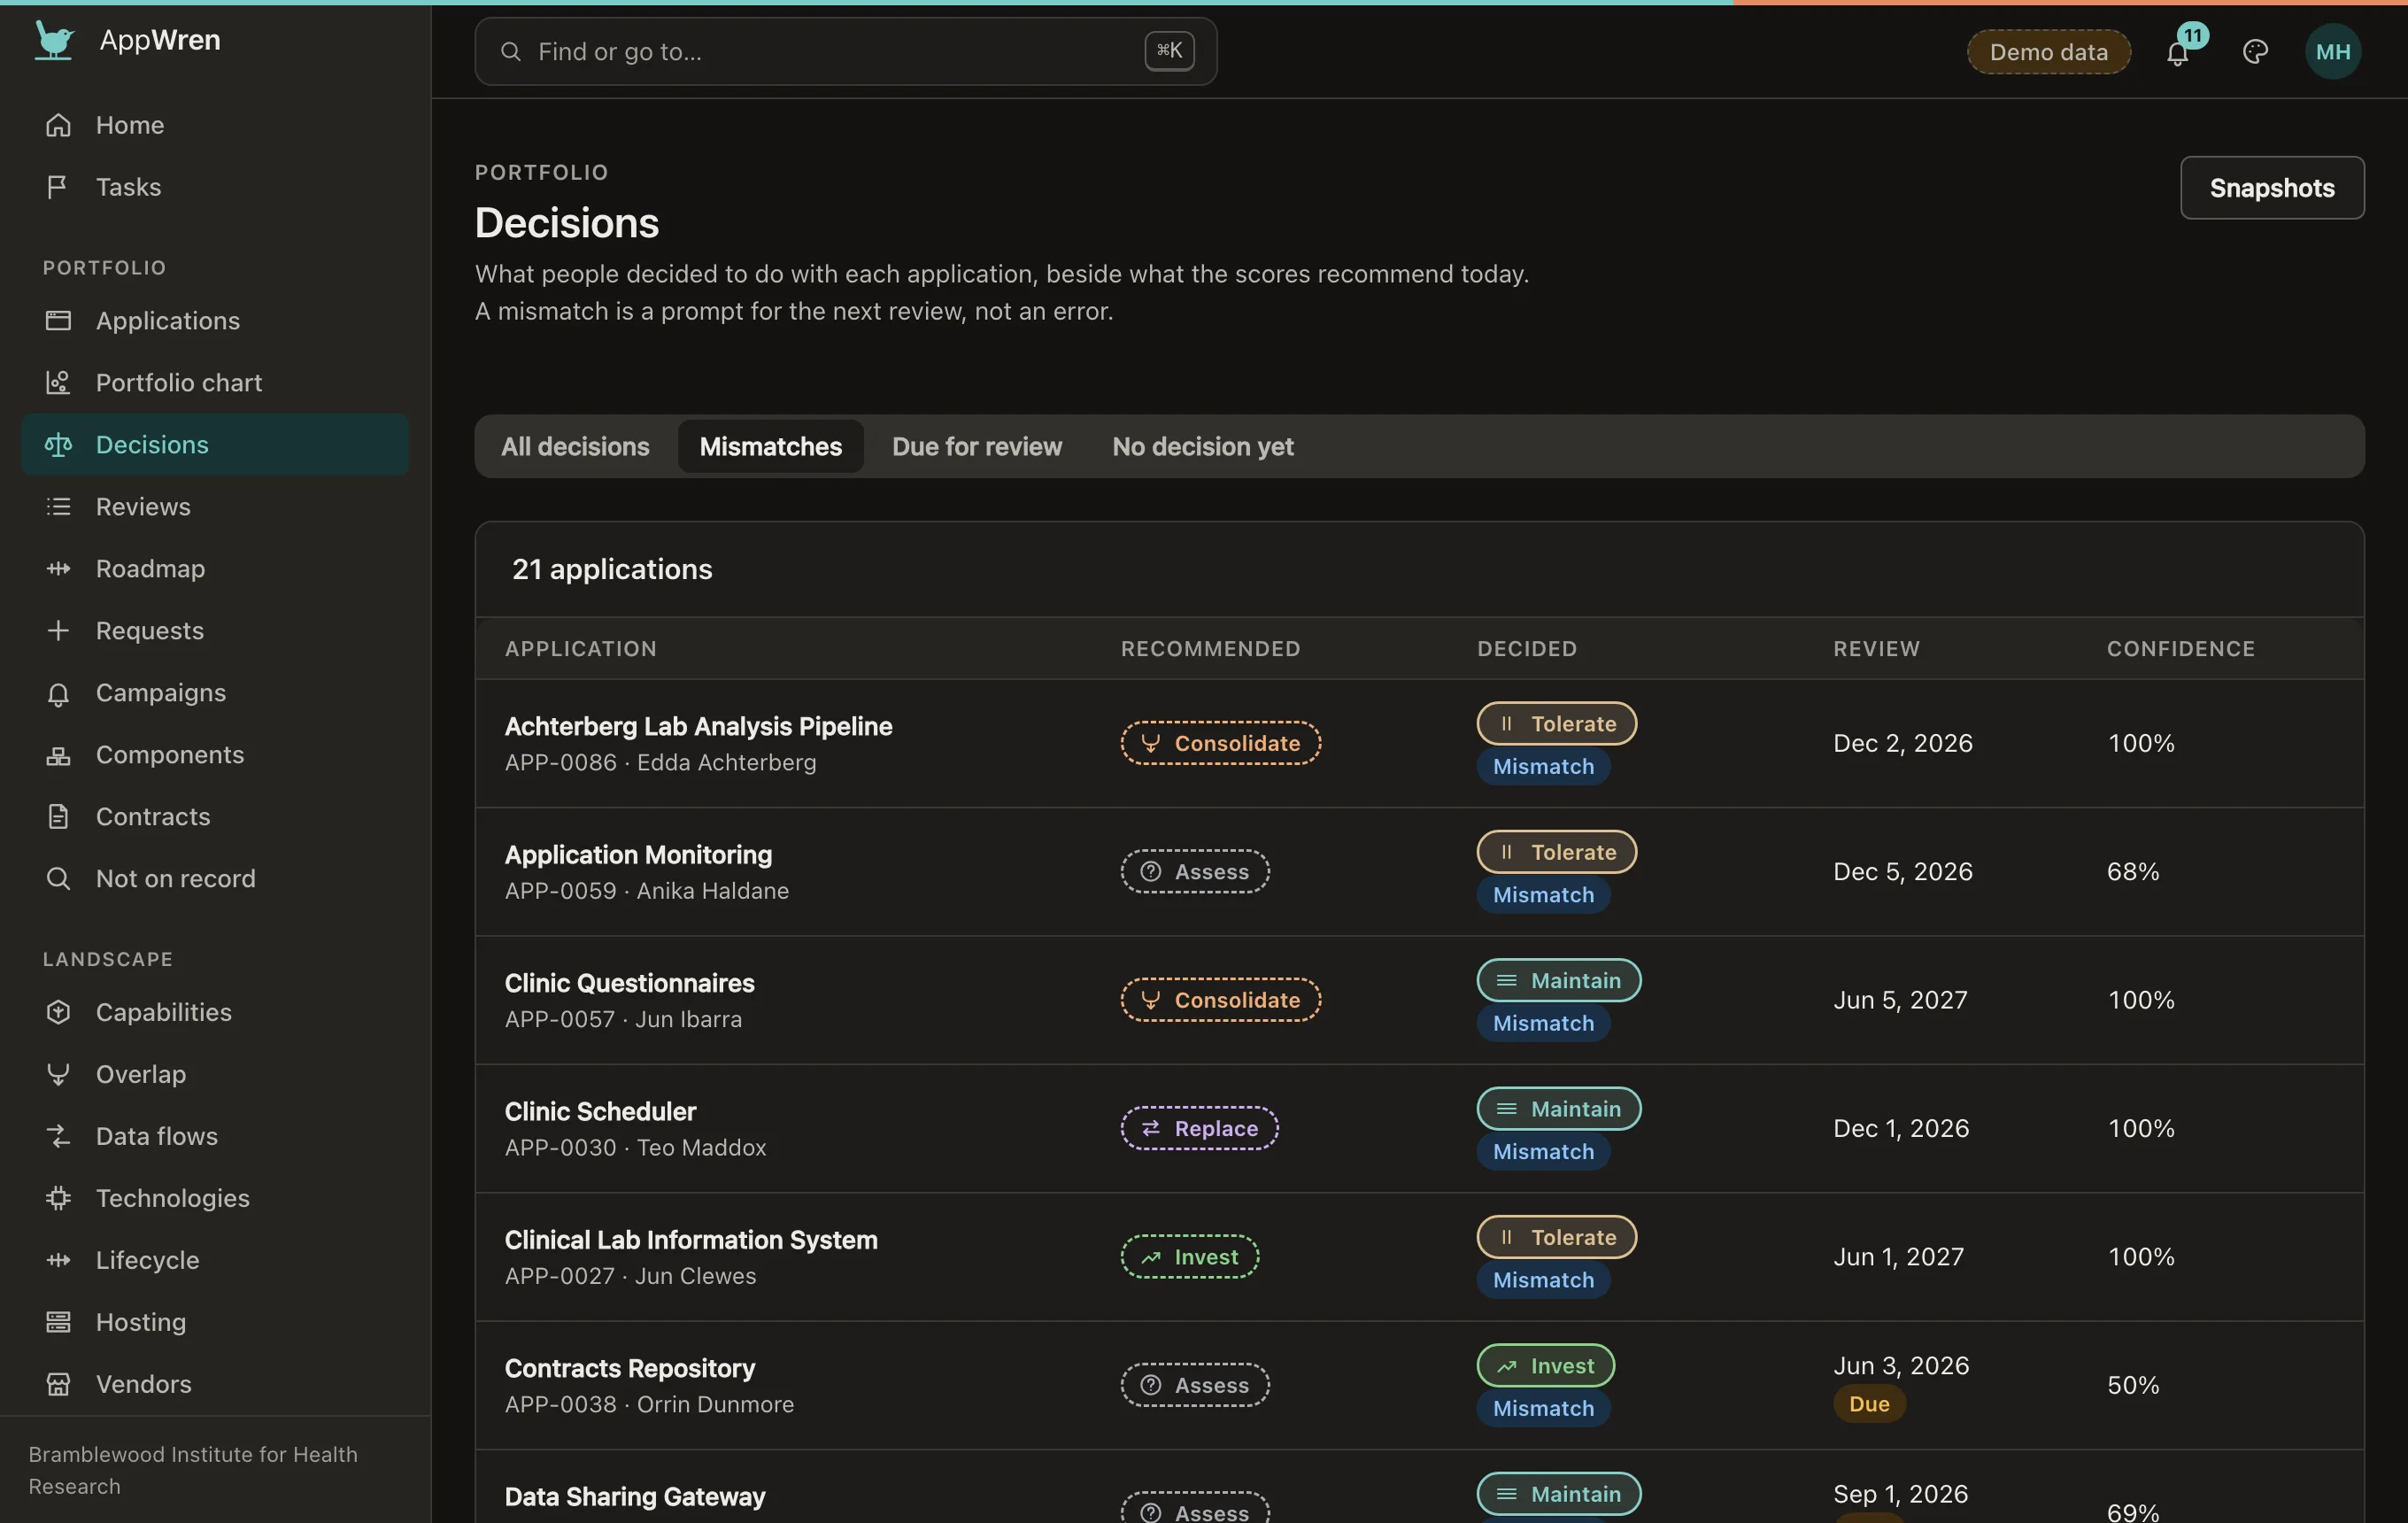 AppWren
Find or go to...
⌘K
Demo data
11
MH
Home
Tasks
PORTFOLIO
Applications
Portfolio chart
Decisions
Reviews
Roadmap
Requests
Campaigns
Components
Contracts
Not on record
LANDSCAPE
Capabilities
Overlap
Data flows
Technologies
Lifecycle
Hosting
Vendors
Bramblewood Institute for Health
Research
PORTFOLIO
Decisions
What people decided to do with each application, beside what the scores recommend today.
A mismatch is a prompt for the next review, not an error.
Snapshots
All decisions Mismatches Due for review No decision yet
21 applications
APPLICATION RECOMMENDED DECIDED REVIEW CONFIDENCE
Achterberg Lab Analysis Pipeline
APP-0086 · Edda Achterberg
Consolidate
Tolerate
Mismatch
Dec 2, 2026
100%
Application Monitoring
APP-0059 · Anika Haldane
Assess
Tolerate
Mismatch
Dec 5, 2026
68%
Clinic Questionnaires
APP-0057 · Jun Ibarra
Consolidate
Maintain
Mismatch
Jun 5, 2027
100%
Clinic Scheduler
APP-0030 · Teo Maddox
Replace
Maintain
Mismatch
Dec 1, 2026
100%
Clinical Lab Information System
APP-0027 · Jun Clewes
Invest
Tolerate
Mismatch
Jun 1, 2027
100%
Contracts Repository
APP-0038 · Orrin Dunmore
Assess
Invest
Mismatch
Jun 3, 2026
Due
50%
Data Sharing Gateway
Assess
Maintain
Sep 1, 2026
69%